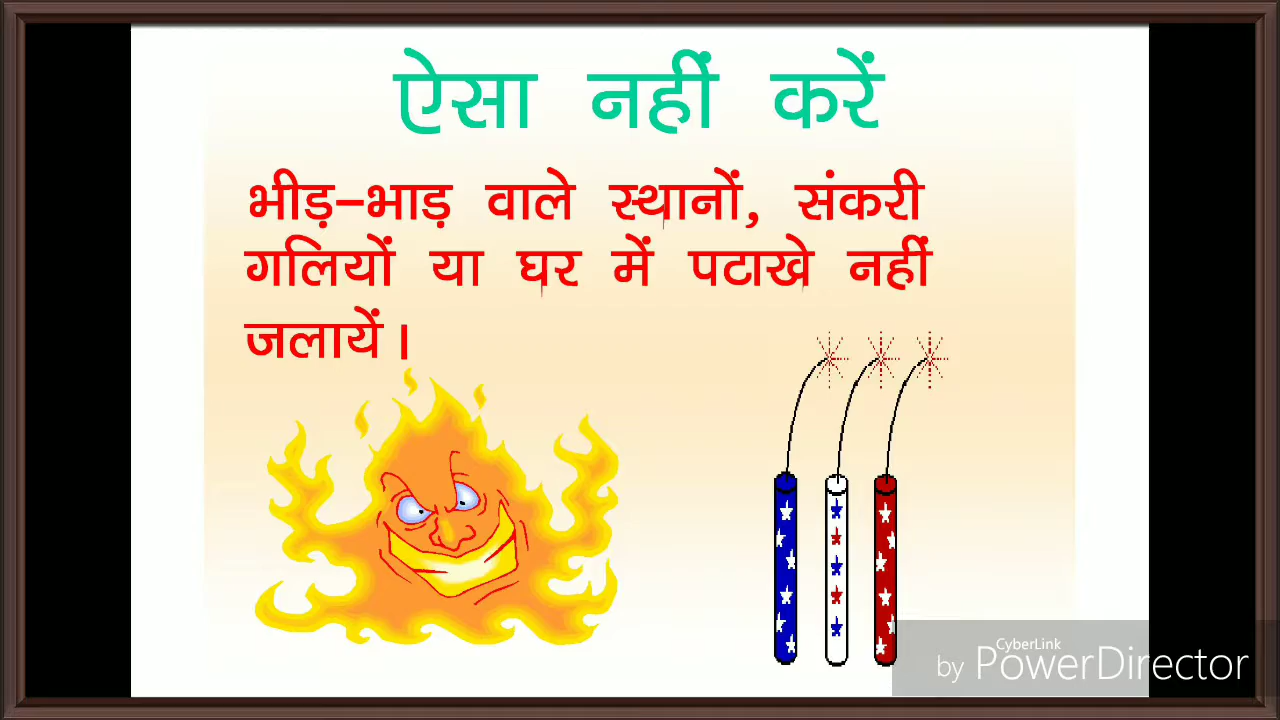 ऐसा नहीं करें
भीड़-भाड़ वाले स्थानों, संकरी
गलियों या घर में पटाखे नहीं
जलायें।
CyberLink
by PowerDirector